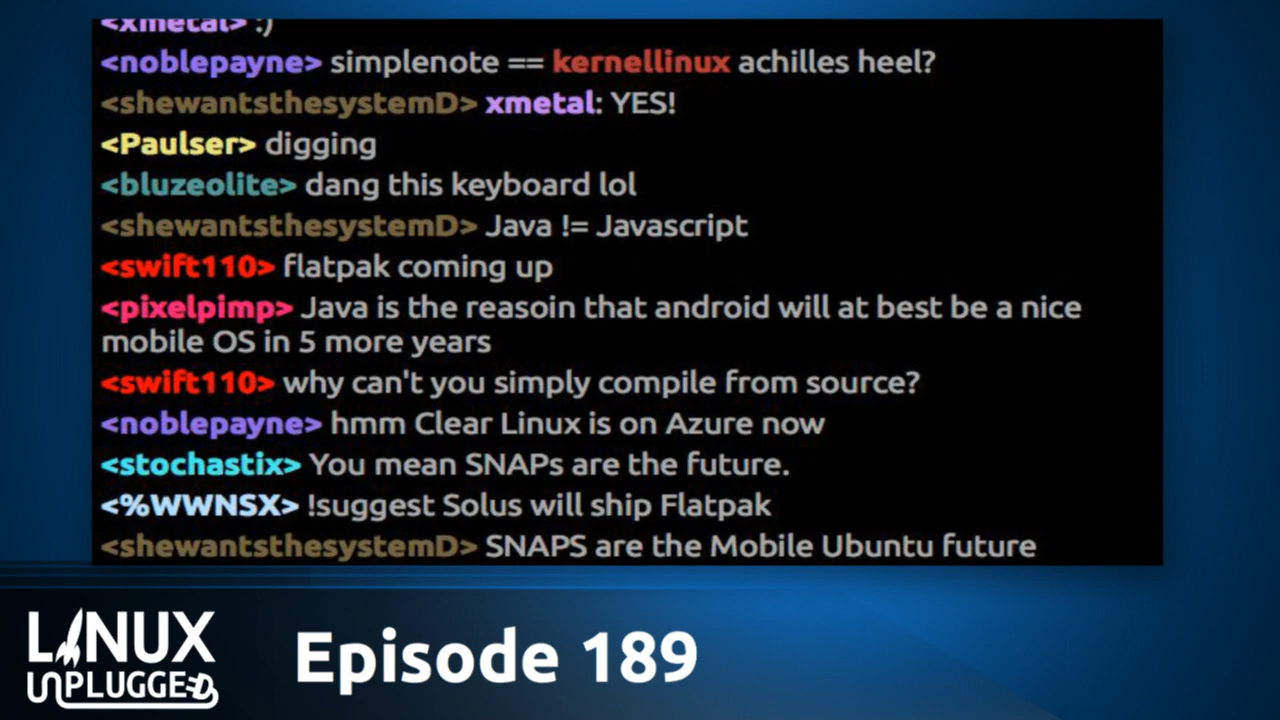 <xmetal> :)
<noblepayne> simplenote == kernellinux achilles heel?
<shewantsthesystemD> xmetal: YES!
<Paulser> digging
<bluzeolite> dang this keyboard lol
<shewantsthesystemD> Java != Javascript
<swift110> flatpak coming up
<pixelpimp> Java is the reasoin that android will at best be a nice
mobile OS in 5 more years
<swift110> why can't you simply compile from source?
<noblepayne> hmm Clear Linux is on Azure now
<stochastix> You mean SNAPs are the future.
<%WWNSX> !suggest Solus will ship Flatpak
<shewantsthesystemD> SNAPS are the Mobile Ubuntu future
LINUX
UNPLUGGED
Episode 189